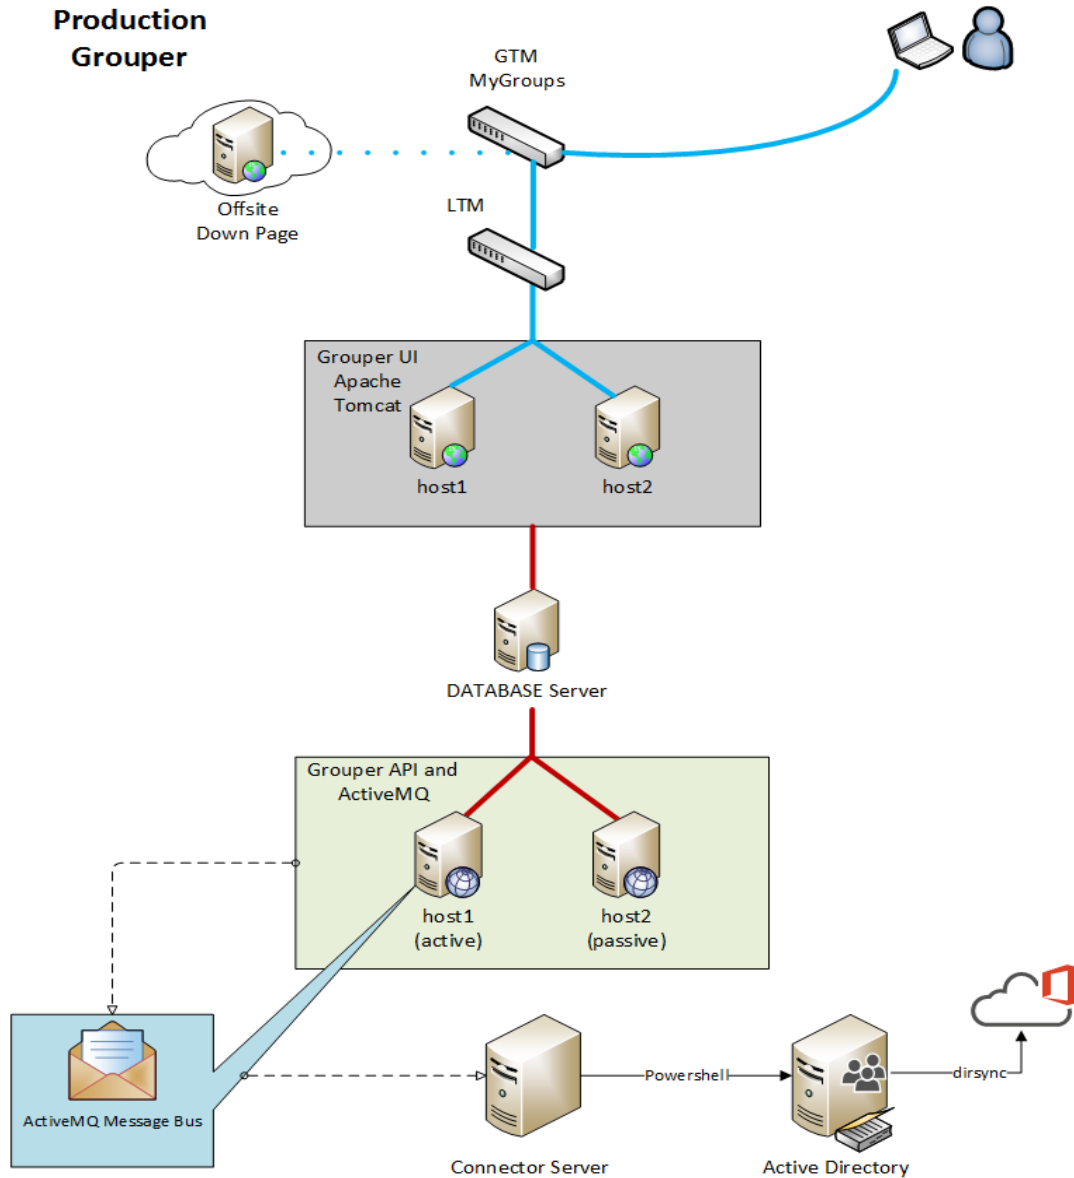 Production
Grouper
GTM
MyGroups
Offsite
Down Page
LTM
Grouper UI
Apache
Tomcat
host1
host2
DATABASE Server
Grouper API and
ActiveMQ
host1
(active)
host2
(passive)
ActiveMQ Message Bus
Powershell
dirsync
Connector Server
Active Directory